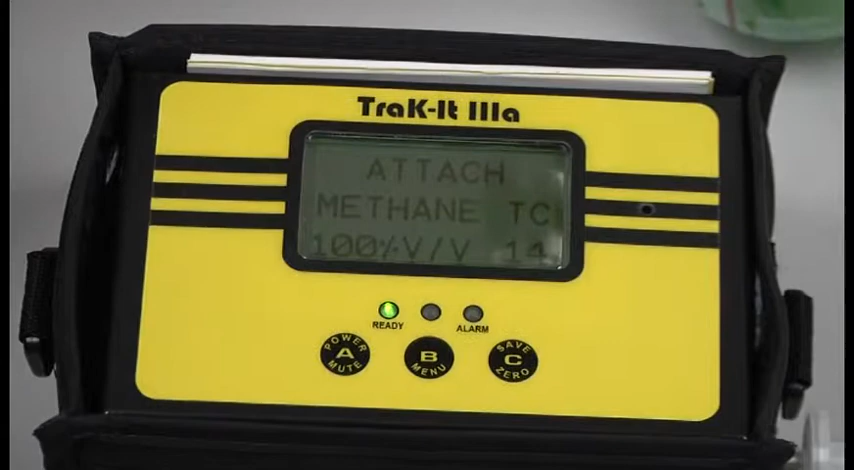 TraK-It IIIa
ATTACH
METHANE TC
100%V/V 14
READY
ALARM
POWER A MUTE
B MENU
SAVE C ZERO